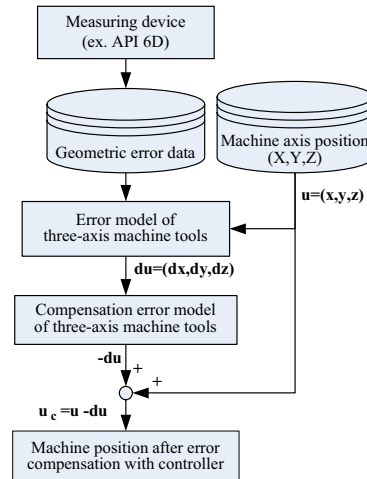 Measuring device
(ex. API 6D)
Geometric error data
Machine axis position
(X,Y,Z)
u=(x,y,z)
Error model of
three-axis machine tools
du=(dx,dy,dz)
Compensation error model
of three-axis machine tools
-du
+
+
u c =u -du
Machine position after error
compensation with controller